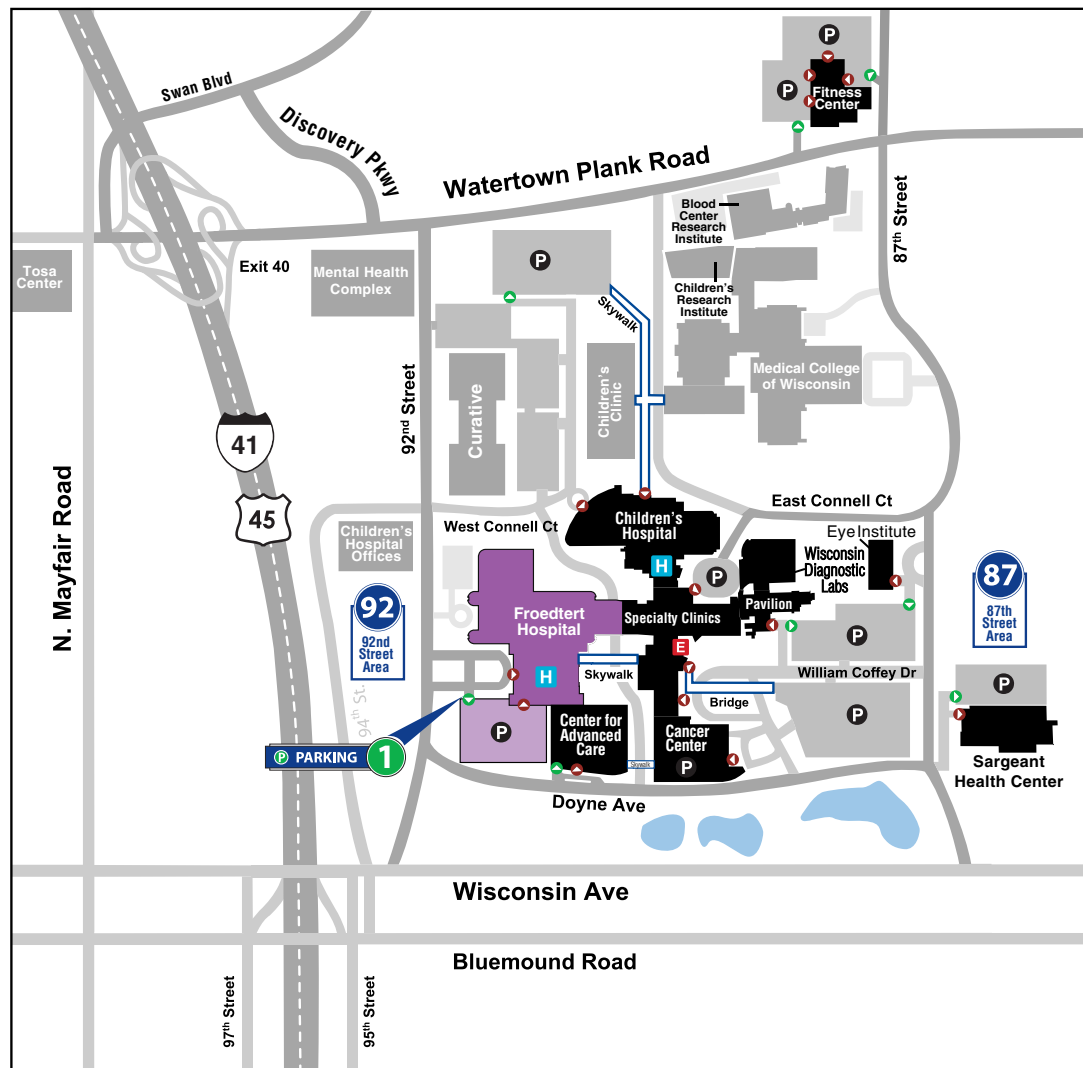 P
Swan Blvd
P
Fitness
Center
Discovery Pkwy
Watertown Plank Road
Blood
Center
Research
Institute
87th Street
P
Tosa
Center
Exit 40
Mental Health
Complex
Skywalk
Children's
Research
Institute
92nd Street
Curative
Children's
Clinic
Medical College
of Wisconsin
41
45
N. Mayfair Road
East Connell Ct
West Connell Ct
Children's
Hospital
Eye Institute
Children's
Hospital
Offices
Wisconsin
Diagnostic
Labs
H
P
92
92nd
Street
Area
87
87th
Street
Area
Froedtert
Hospital
Specialty Clinics
Pavilion
P
E
Skywalk
H
William Coffey Dr
Bridge
94th St.
P
P
P
Center for
Advanced
Care
Cancer
Center
P
P PARKING 1
Skywalk
Sargeant
Health Center
Doyne Ave
Wisconsin Ave
Bluemound Road
97th Street
95th Street